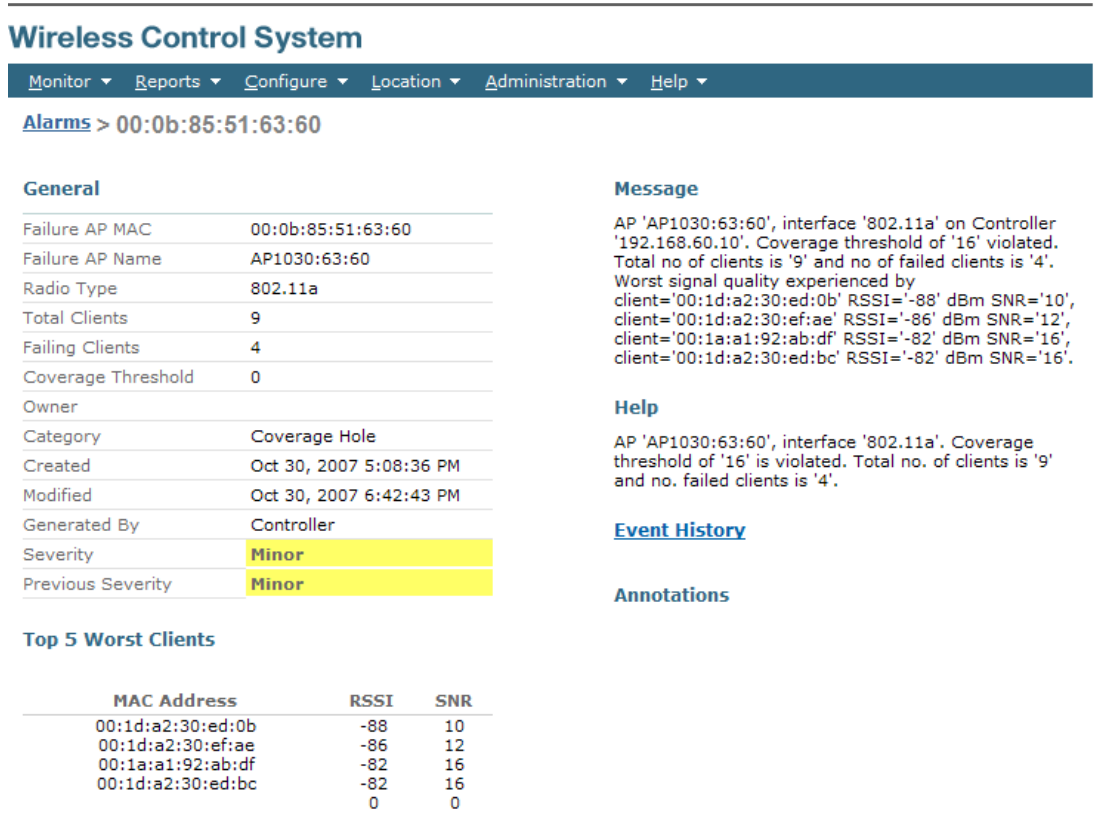 Wireless Control System
Monitor Reports Configure Location Administration Help
Alarms > 00:0b:85:51:63:60
General
Failure AP MAC 00:0b:85:51:63:60
Failure AP Name AP1030:63:60
Radio Type 802.11a
Total Clients 9
Failing Clients 4
Coverage Threshold 0
Owner
Category Coverage Hole
Created Oct 30, 2007 5:08:36 PM
Modified Oct 30, 2007 6:42:43 PM
Generated By Controller
Severity Minor
Previous Severity Minor
Top 5 Worst Clients
MAC Address RSSI SNR
00:1d:a2:30:ed:0b -88 10
00:1d:a2:30:ef:ae -86 12
00:1a:a1:92:ab:df -82 16
00:1d:a2:30:ed:bc -82 16
0 0
Message
AP 'AP1030:63:60', interface '802.11a' on Controller
'192.168.60.10'. Coverage threshold of '16' violated.
Total no of clients is '9' and no of failed clients is '4'.
Worst signal quality experienced by
client='00:1d:a2:30:ed:0b' RSSI='-88' dBm SNR='10',
client='00:1d:a2:30:ef:ae' RSSI='-86' dBm SNR='12',
client='00:1a:a1:92:ab:df' RSSI='-82' dBm SNR='16',
client='00:1d:a2:30:ed:bc' RSSI='-82' dBm SNR='16'.
Help
AP 'AP1030:63:60', interface '802.11a'. Coverage
threshold of '16' is violated. Total no. of clients is '9'
and no. failed clients is '4'.
Event History
Annotations